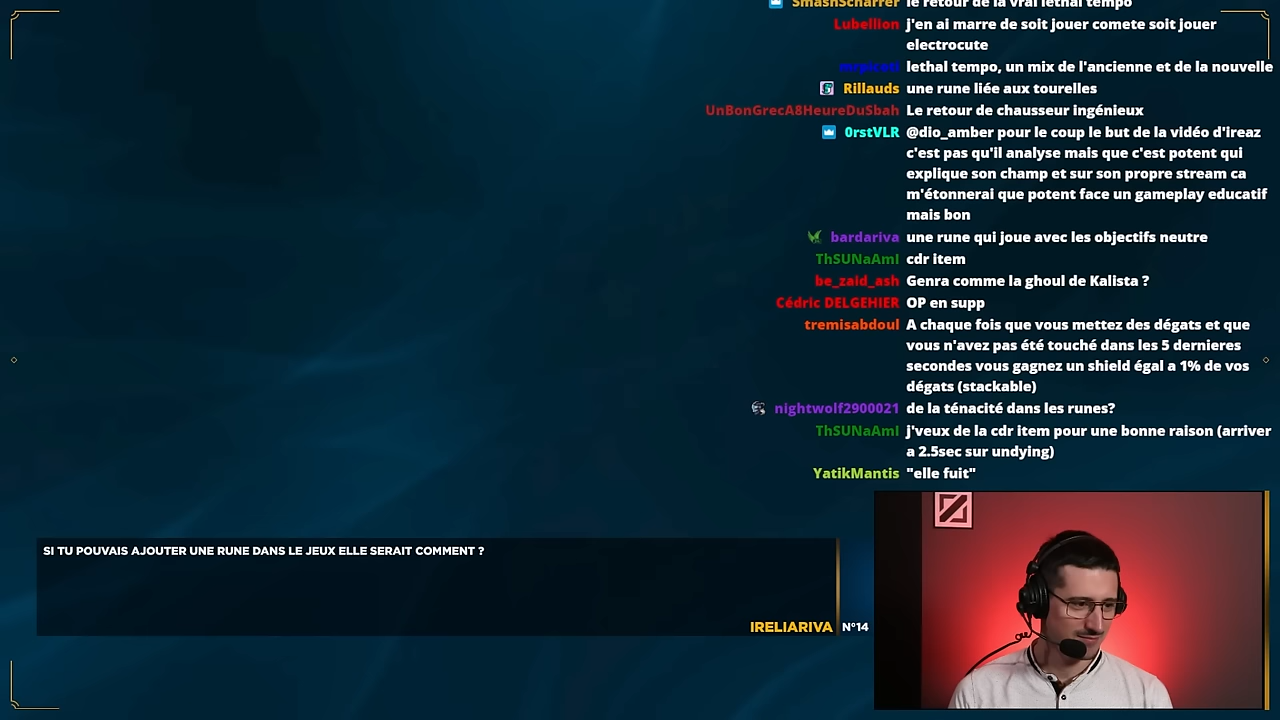 SmashScharrer le retour de la vrai lethal tempo
Lubellion j'en ai marre de soit jouer comete soit jouer
electrocute
lethal tempo, un mix de l'ancienne et de la nouvelle
Rillauds une rune liée aux tourelles
UnBonGrecA8HeureDuSbah Le retour de chausseur ingénieux
0rstVLR @dio_amber pour le coup le but de la vidéo d'ireaz
c'est pas qu'il analyse mais que c'est potent qui
explique son champ et sur son propre stream ca
m'étonnerai que potent face un gameplay educatif
mais bon
bardariva une rune qui joue avec les objectifs neutre
ThSUNaAmI cdr item
be_zaid_ash Genra comme la ghoul de Kalista ?
Cédric DELGEHIER OP en supp
tremisabdoul A chaque fois que vous mettez des dégats et que
vous n'avez pas été touché dans les 5 dernieres
secondes vous gagnez un shield égal a 1% de vos
dégats (stackable)
nightwolf2900021 de la ténacité dans les runes?
ThSUNaAmI j'veux de la cdr item pour une bonne raison (arriver
a 2.5sec sur undying)
YatikMantis "elle fuit"
SI TU POUVAIS AJOUTER UNE RUNE DANS LE JEUX ELLE SERAIT COMMENT ?
IRELIARIVA N°14